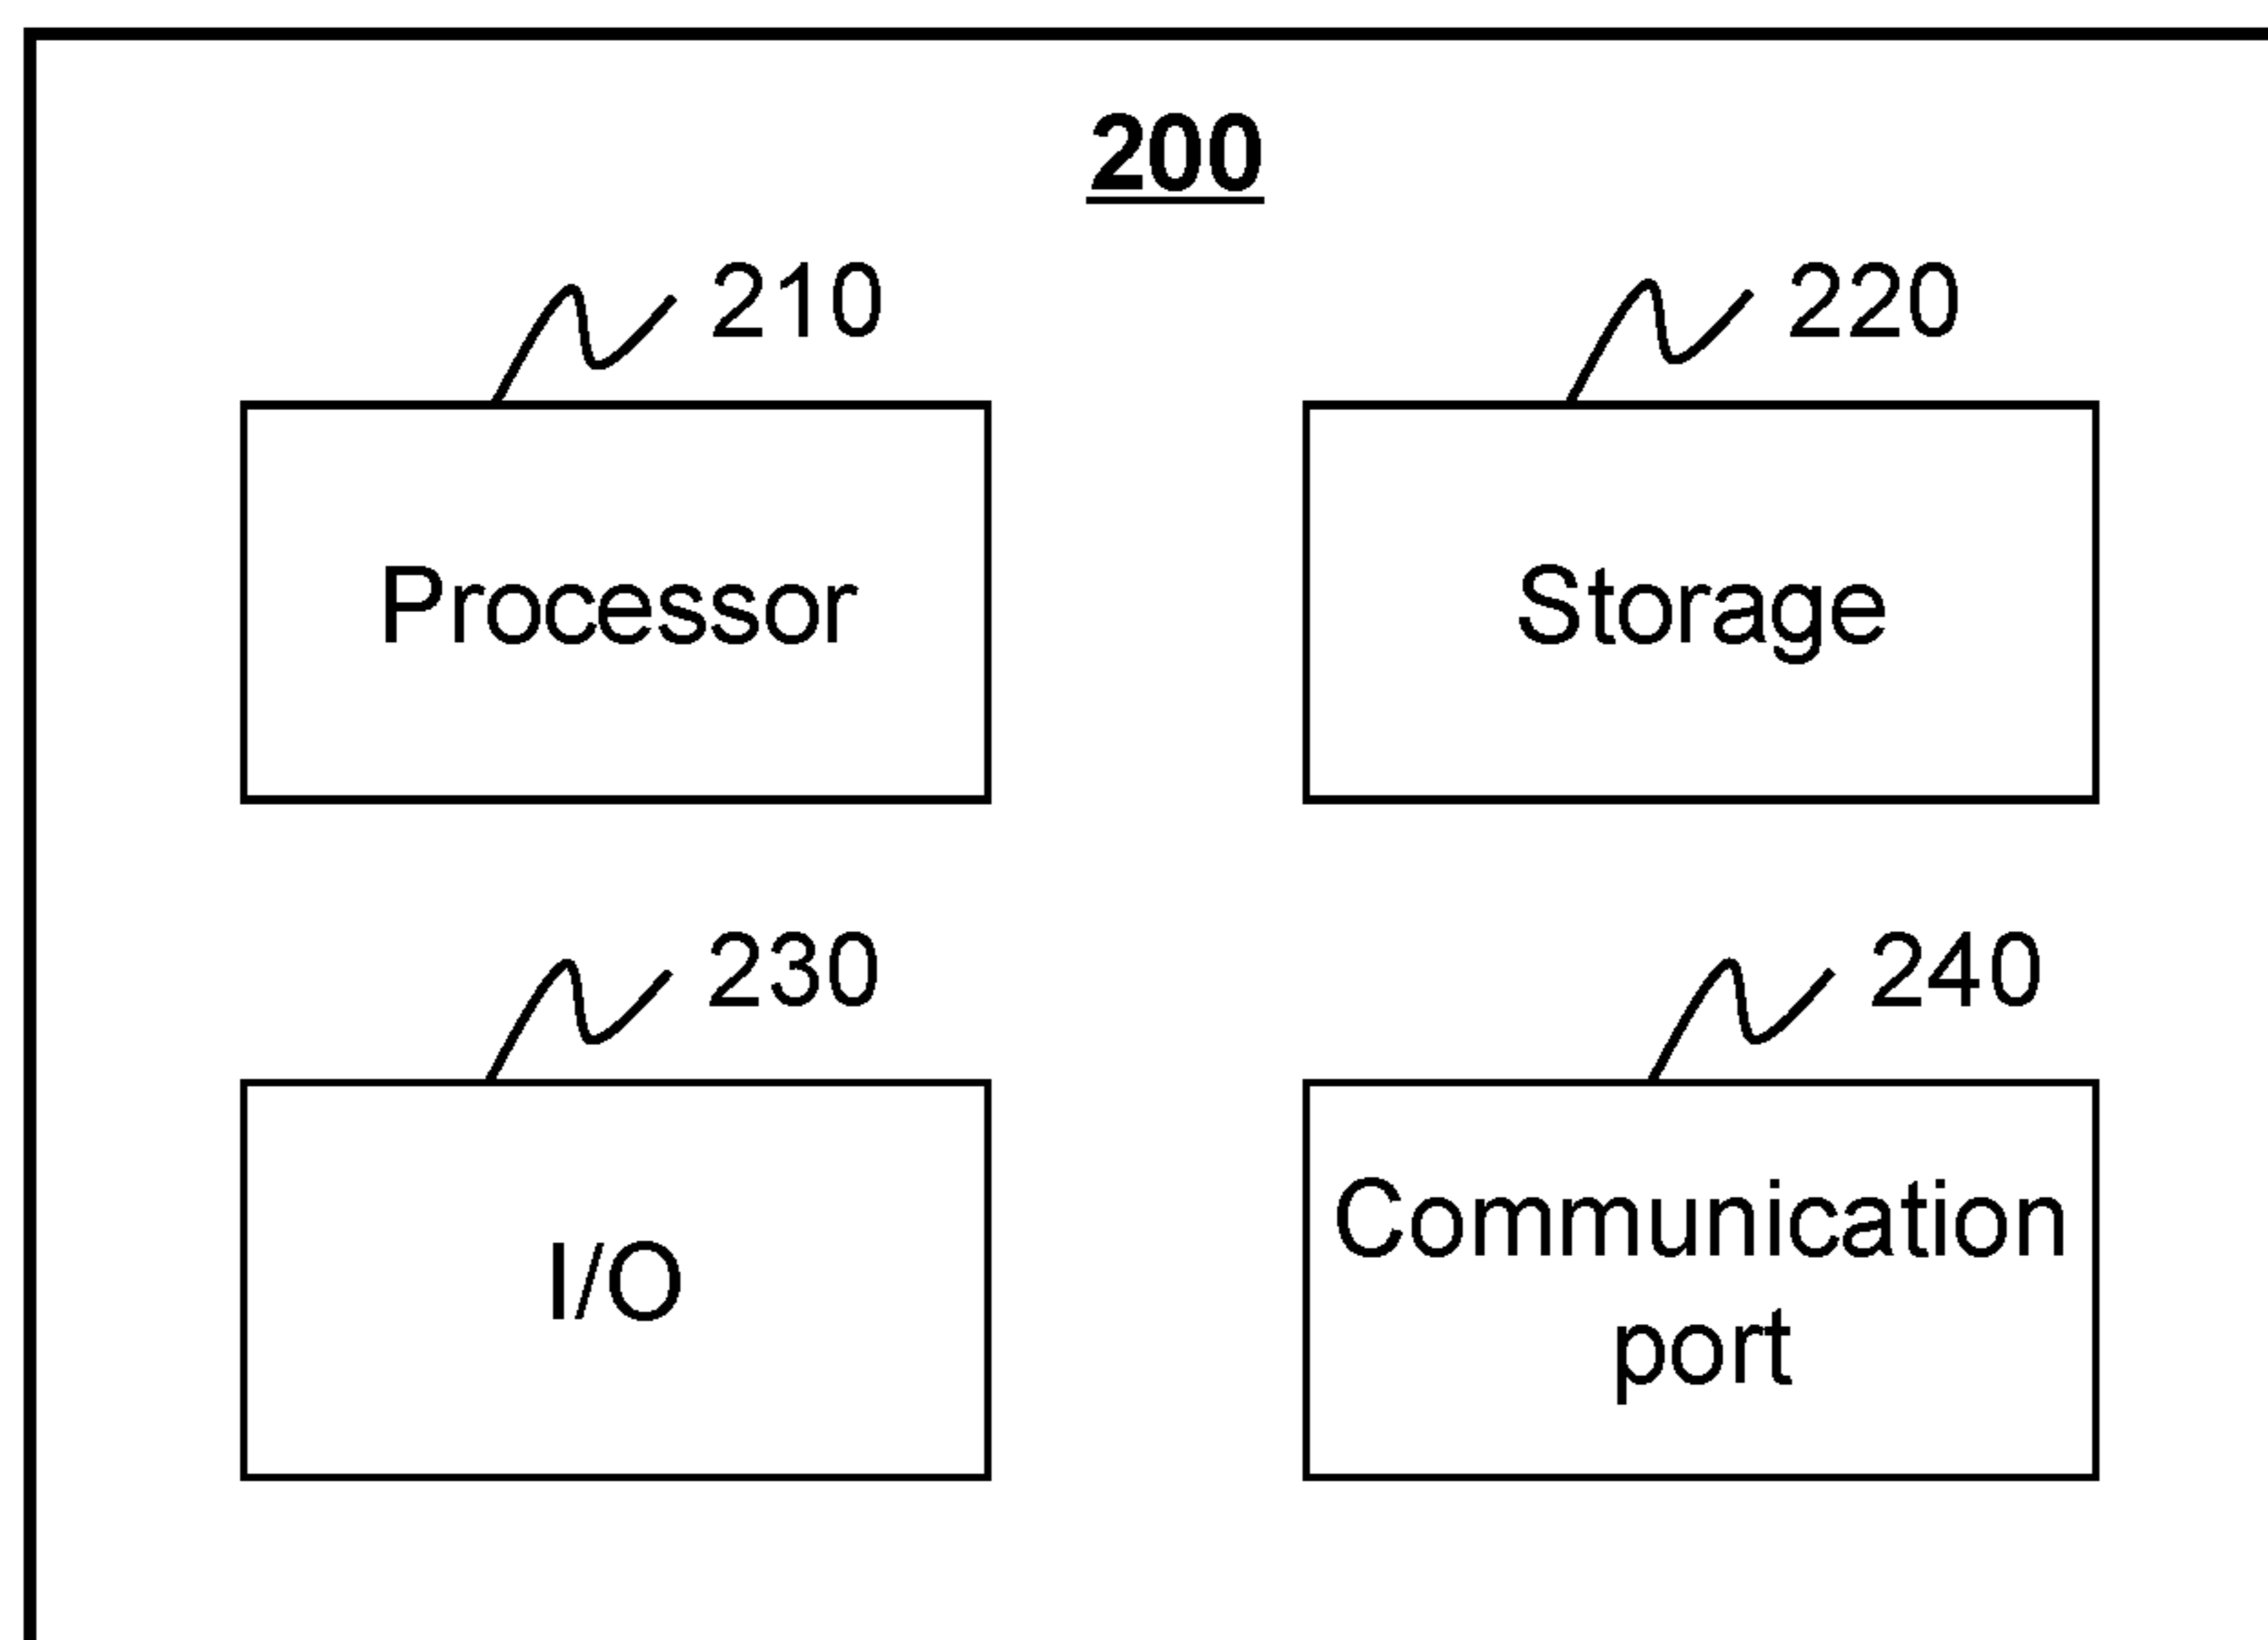 200
210
220
Processor
Storage
230
240
I/O
Communication
port